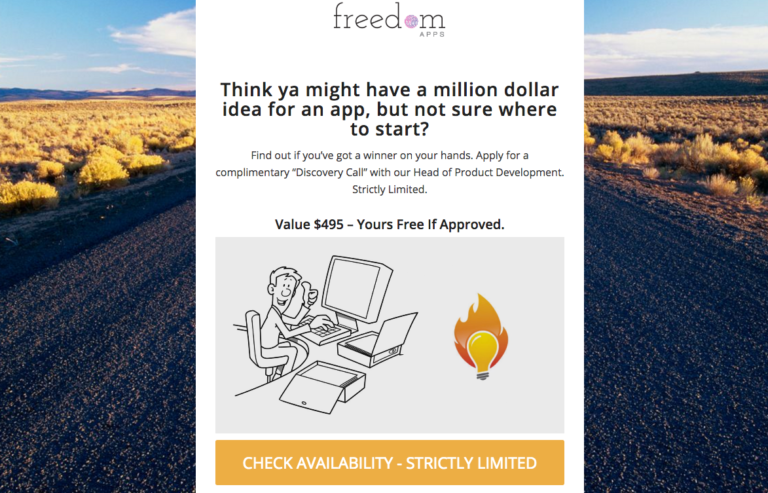 freedom
APPS
Think ya might have a million dollar
idea for an app, but not sure where
to start?
Find out if you've got a winner on your hands. Apply for a
complimentary “Discovery Call” with our Head of Product Development.
Strictly Limited.
Value $495 – Yours Free If Approved.
CHECK AVAILABILITY - STRICTLY LIMITED